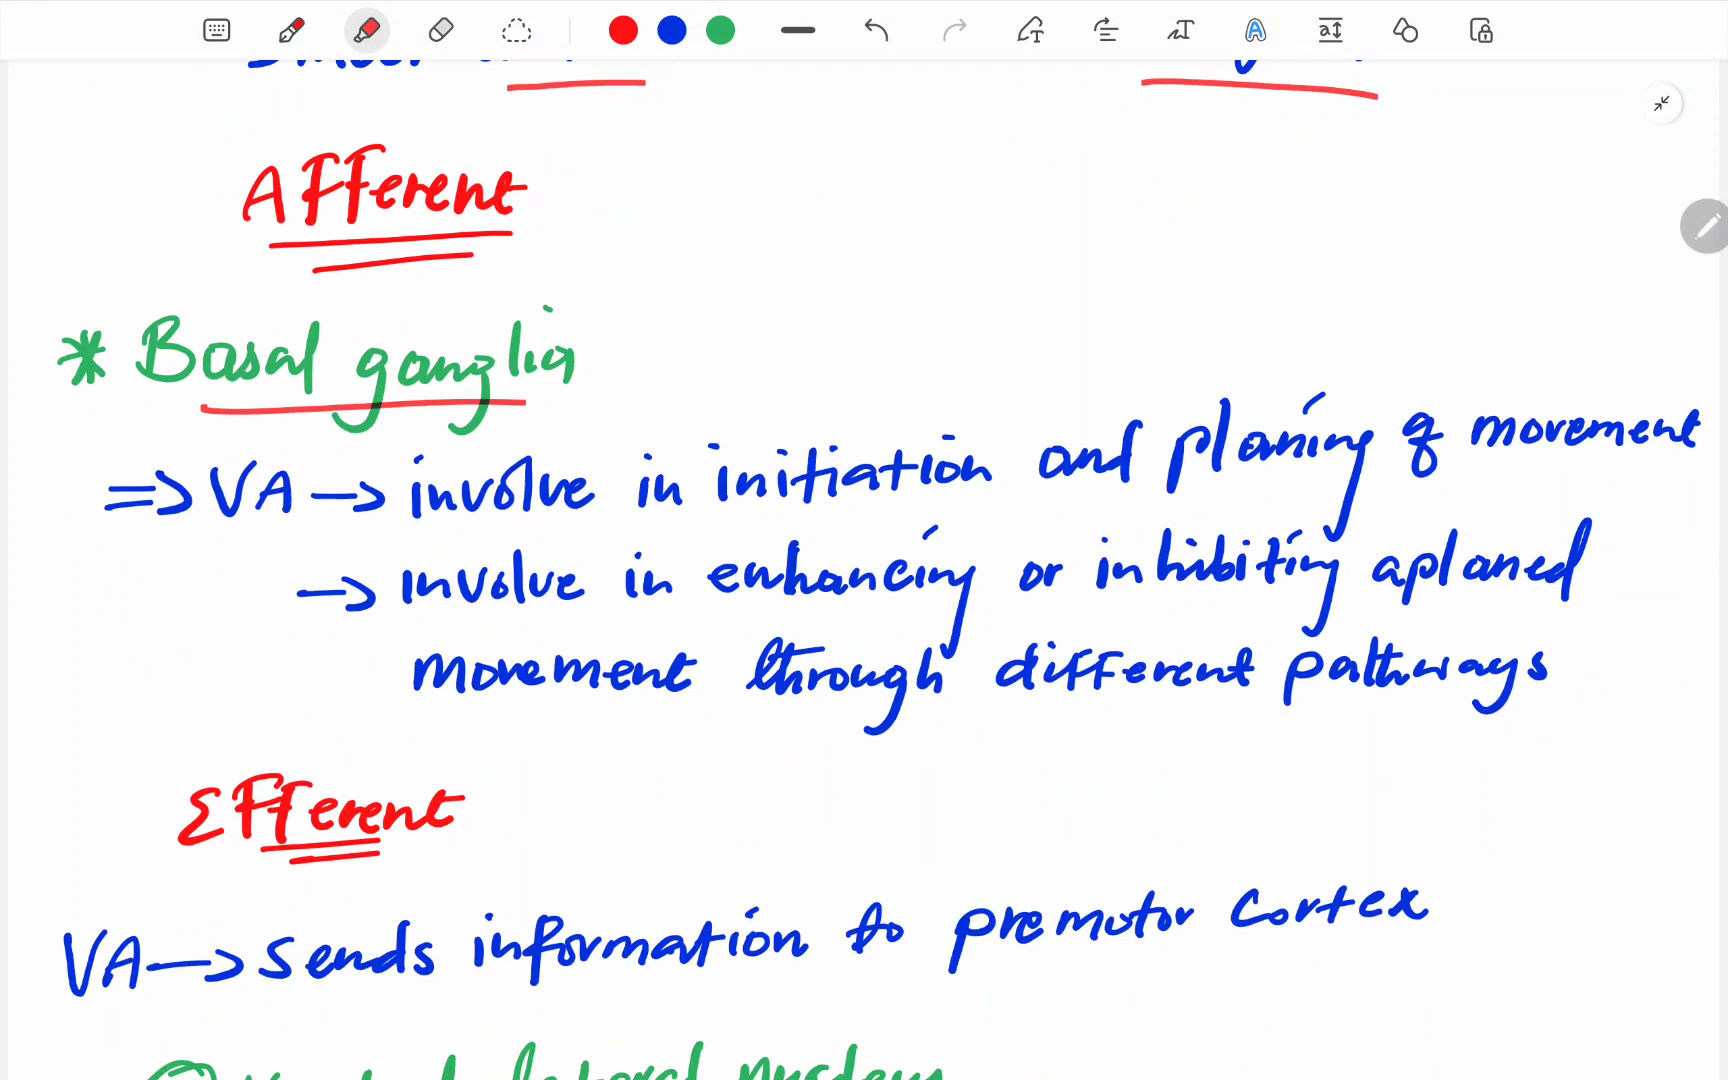 Afferent
* Basal ganglia
=> VA -> involve in initiation and planing of movement
-> involve in enhancing or inhibiting aplaned
movement through different pathways
Efferent
VA -> sends information to premotor cortex
lateral